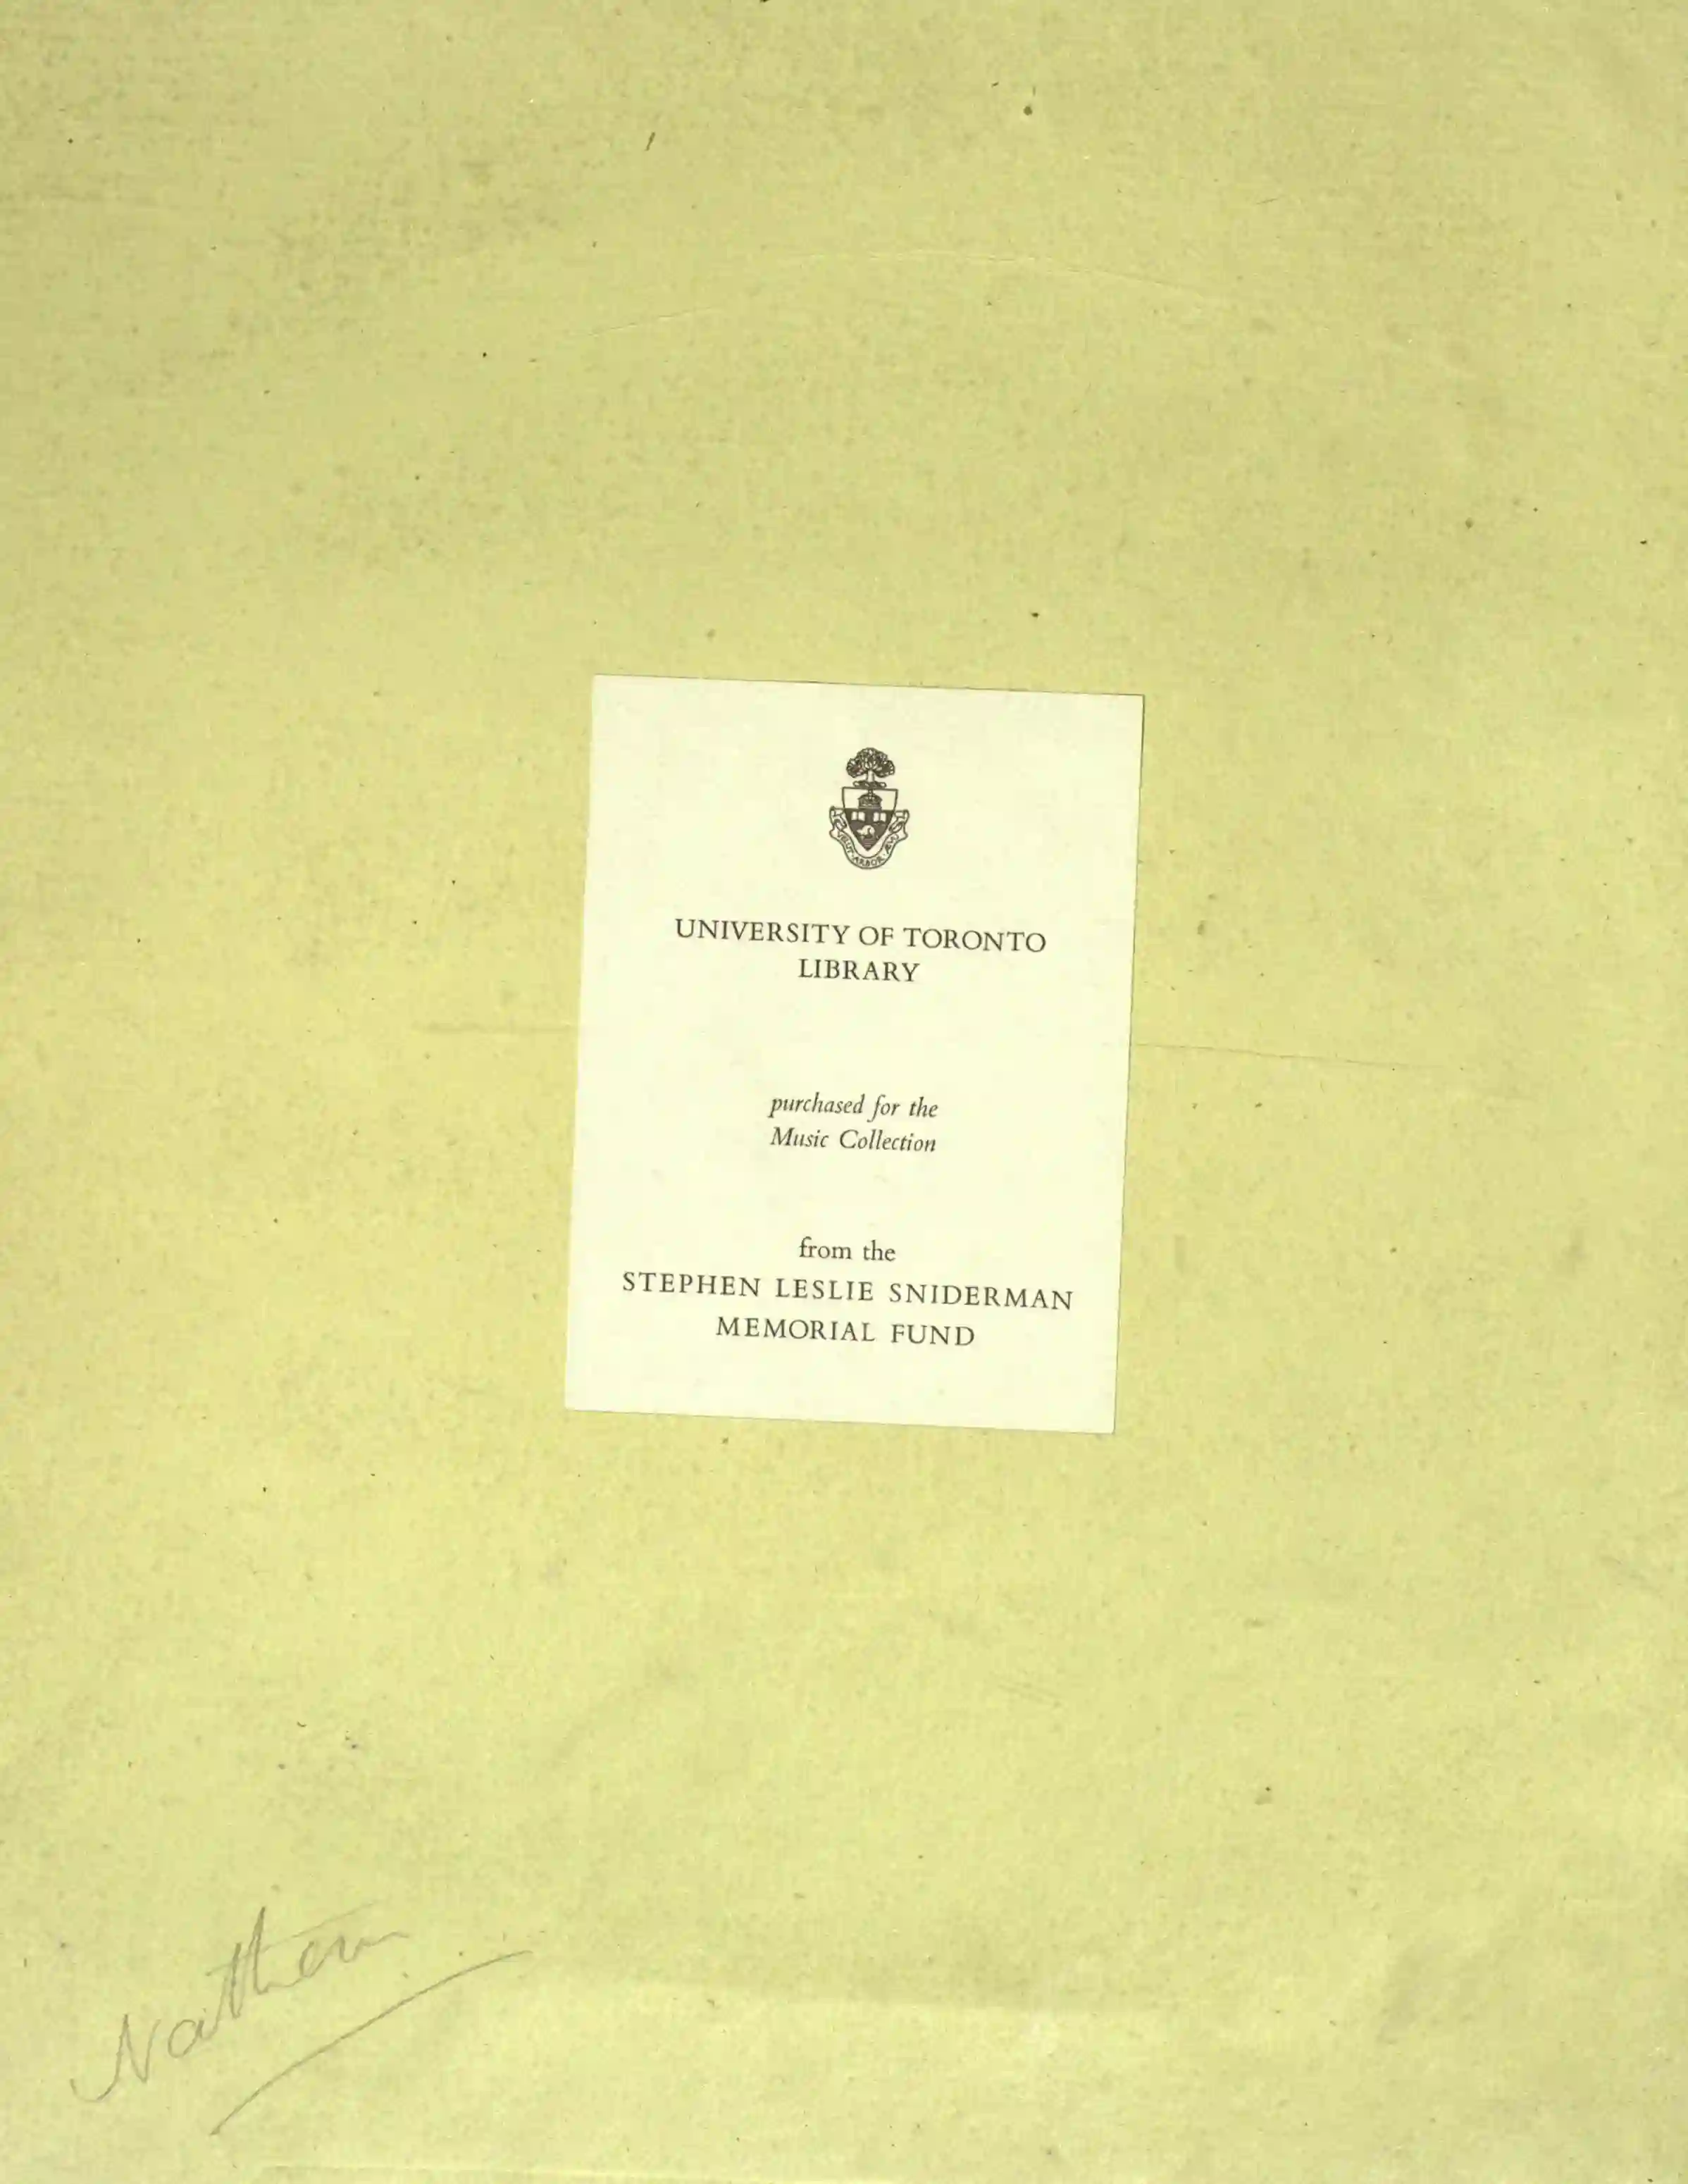 VELUT ARBOR ÆVO
UNIVERSITY OF TORONTO
LIBRARY
purchased for the
Music Collection
from the
STEPHEN LESLIE SNIDERMAN
MEMORIAL FUND